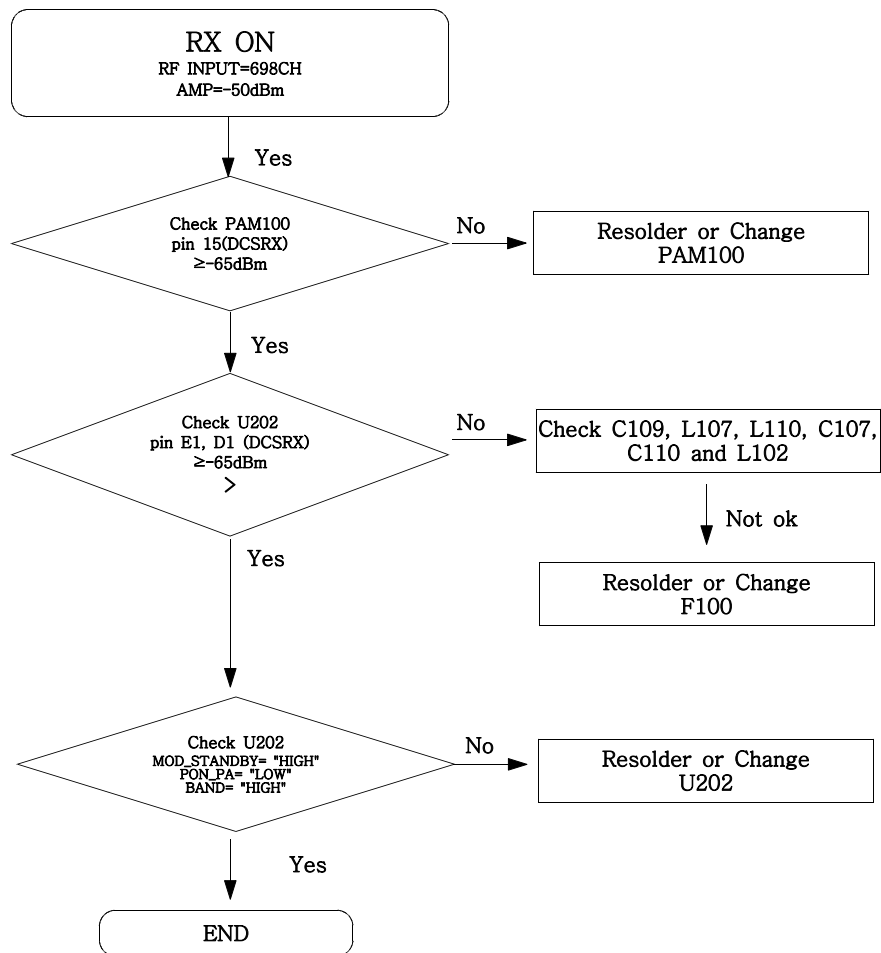 RX ON
RF INPUT=698CH
AMP=-50dBm
Yes
Check PAM100
pin 15(DCSRX)
≥-65dBm
No
Resolder or Change
PAM100
Yes
Check U202
pin E1, D1 (DCSRX)
≥-65dBm
>
No
Check C109, L107, L110, C107,
C110 and L102
Not ok
Resolder or Change
F100
Yes
Check U202
MOD_STANDBY= "HIGH"
PON_PA= "LOW"
BAND= "HIGH"
No
Resolder or Change
U202
Yes
END